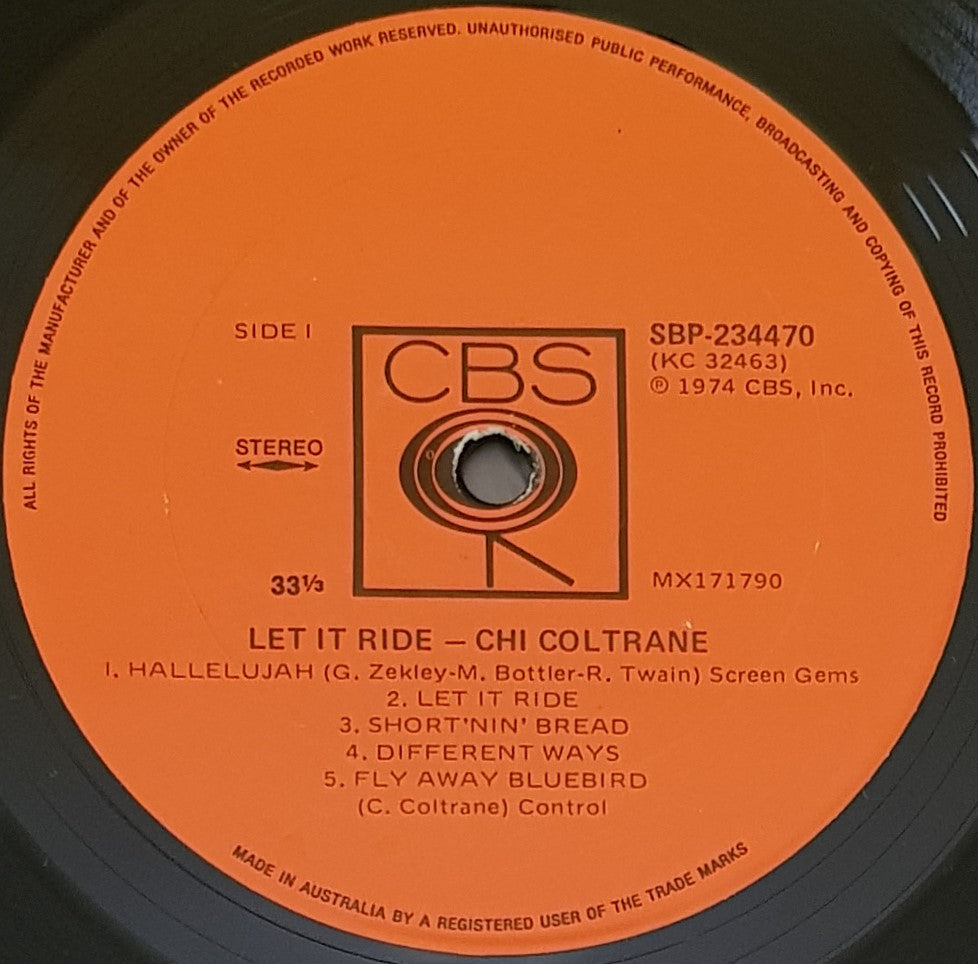 ALL RIGHTS OF THE MANUFACTURER AND OF THE OWNER OF THE RECORDED WORK RESERVED. UNAUTHORISED PUBLIC PERFORMANCE, BROADCASTING AND COPYING OF THIS RECORD PROHIBITED
SIDE 1
CBS
SBP-234470
(KC 32463)
℗ 1974 CBS, Inc.
STEREO
33⅓
MX171790
LET IT RIDE – CHI COLTRANE
1. HALLELUJAH (G. Zekley-M. Bottler-R. Twain) Screen Gems
2. LET IT RIDE
3. SHORT'NIN' BREAD
4. DIFFERENT WAYS
5. FLY AWAY BLUEBIRD
(C. Coltrane) Control
MADE IN AUSTRALIA BY A REGISTERED USER OF THE TRADE MARKS